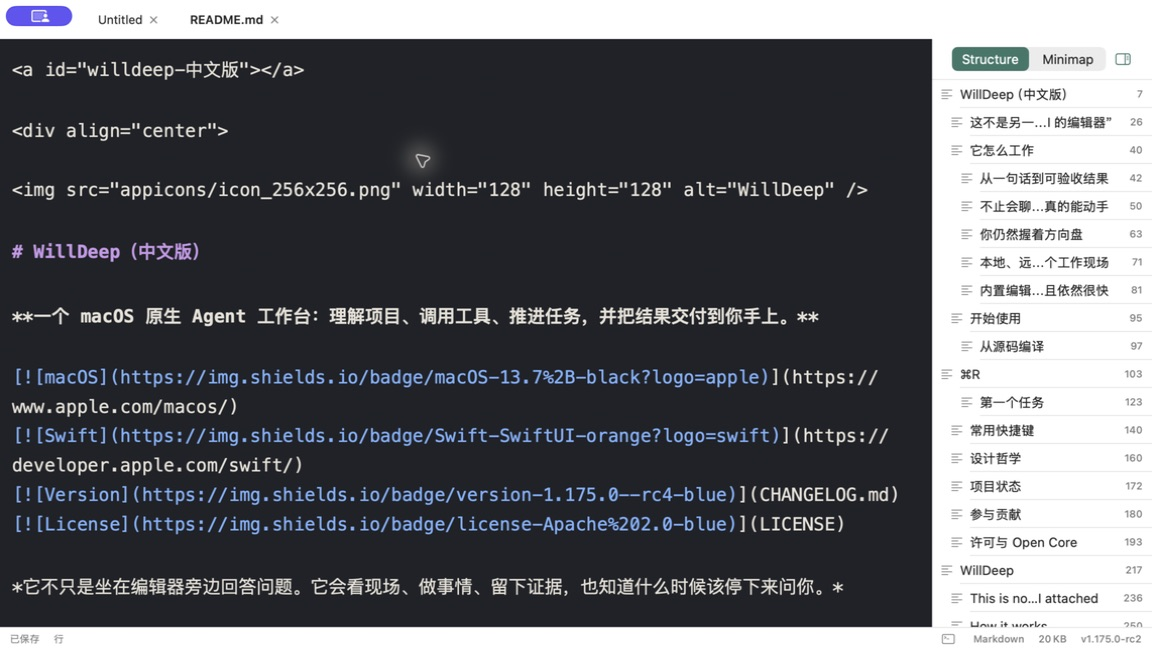 Untitled ×
README.md ×
<a id="willdeep-中文版"></a>
<div align="center">
<img src="appicons/icon_256x256.png" width="128" height="128" alt="WillDeep" />
# WillDeep（中文版）
**一个 macOS 原生 Agent 工作台：理解项目、调用工具、推进任务，并把结果交付到你手上。**
[![macOS](https://img.shields.io/badge/macOS-13.7%2B-black?logo=apple)](https://
www.apple.com/macos/)
[![Swift](https://img.shields.io/badge/Swift-SwiftUI-orange?logo=swift)](https://
developer.apple.com/swift/)
[![Version](https://img.shields.io/badge/version-1.175.0--rc4-blue)](CHANGELOG.md)
[![License](https://img.shields.io/badge/license-Apache%202.0-blue)](LICENSE)
*它不只是坐在编辑器旁边回答问题。它会看现场、做事情、留下证据，也知道什么时候该停下来问你。*
Structure
Minimap
WillDeep（中文版） 7
这不是另一…I 的编辑器” 26
它怎么工作 40
从一句话到可验收结果 42
不止会聊…真的能动手 50
你仍然握着方向盘 63
本地、远…个工作现场 71
内置编辑…且依然很快 81
开始使用 95
从源码编译 97
⌘R 103
第一个任务 123
常用快捷键 140
设计哲学 160
项目状态 172
参与贡献 180
许可与 Open Core 193
WillDeep 217
This is no...I attached 236
How it works 250
已保存 行
Markdown 20 KB v1.175.0-rc2